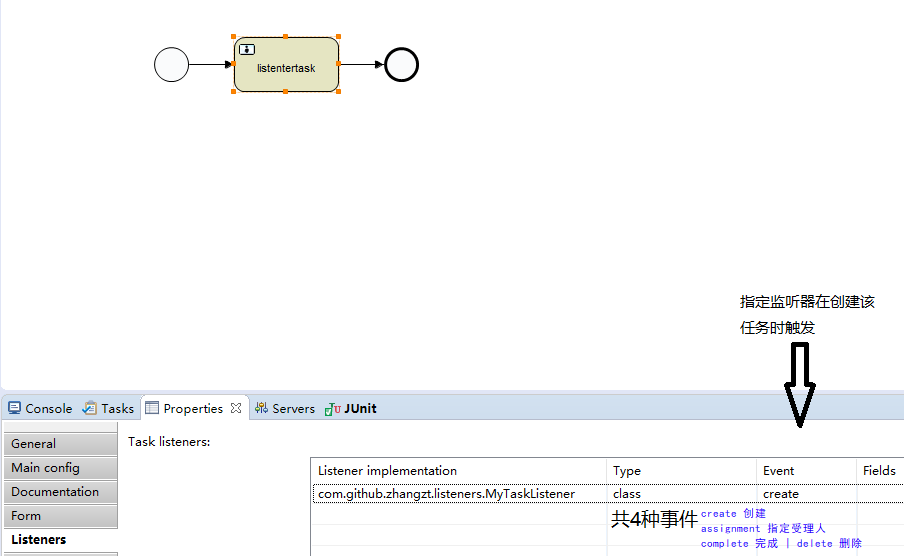 listentertask
指定监听器在创建该
任务时触发
Console Tasks Properties Servers JUnit
General
Main config
Documentation
Form
Listeners
Task listeners:
Listener implementation Type Event Fields
com.github.zhangzt.listeners.MyTaskListener class create
共4种事件
create 创建
assignment 指定受理人
complete 完成 | delete 删除